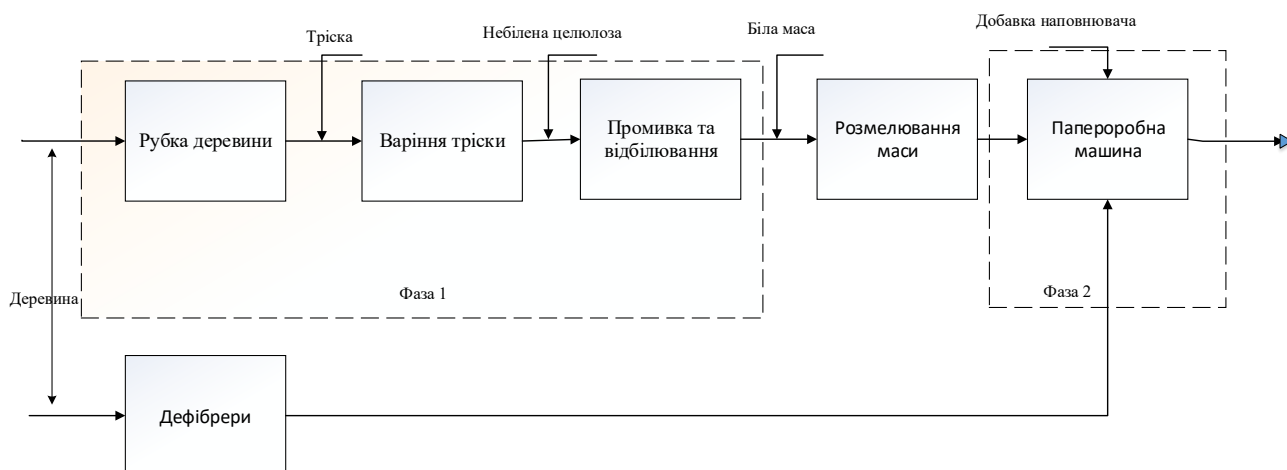 Добавка наповнювача
Тріска
Небілена целюлоза
Біла маса
Рубка деревини
Варіння тріски
Промивка та
відбілювання
Розмелювання
маси
Папероробна
машина
Деревина
Фаза 1
Фаза 2
Дефібрери